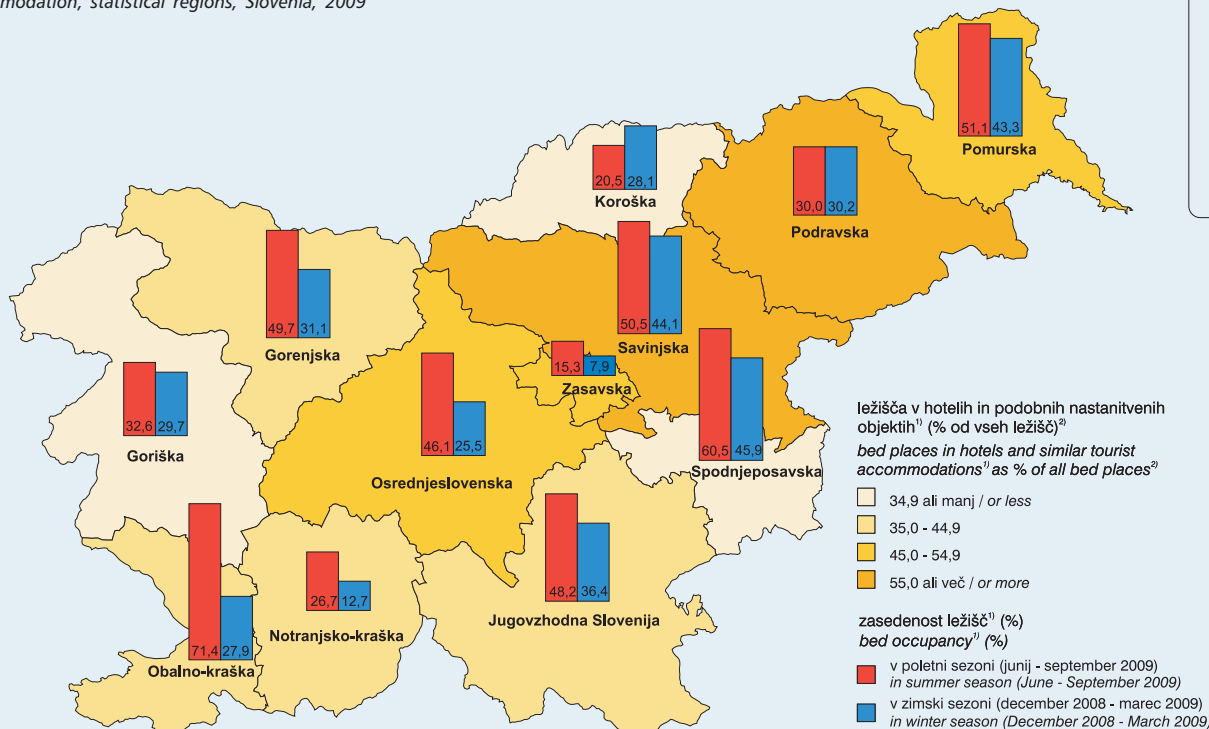 modation, statistical regions, Slovenia, 2009
51,1 43,3
Pomurska
20,5 28,1
Koroška
30,0 30,2
Podravska
49,7 31,1
Gorenjska
50,5 44,1
Savinjska
15,3 7,9
Zasavska
32,6 29,7
Goriška
46,1 25,5
Osrednjeslovenska
60,5 45,9
Spodnjeposavska
71,4 27,9
Obalno-kraška
26,7 12,7
Notranjsko-kraška
48,2 36,4
Jugovzhodna Slovenija
ležišča v hotelih in podobnih nastanitvenih
objektih¹⁾ (% od vseh ležišč)²⁾
bed places in hotels and similar tourist
accommodations¹⁾ as % of all bed places²⁾
34,9 ali manj / or less
35,0 - 44,9
45,0 - 54,9
55,0 ali več / or more
zasedenost ležišč¹⁾ (%)
bed occupancy¹⁾ (%)
v poletni sezoni (junij - september 2009)
in summer season (June - September 2009)
v zimski sezoni (december 2008 - marec 2009)
in winter season (December 2008 - March 2009)